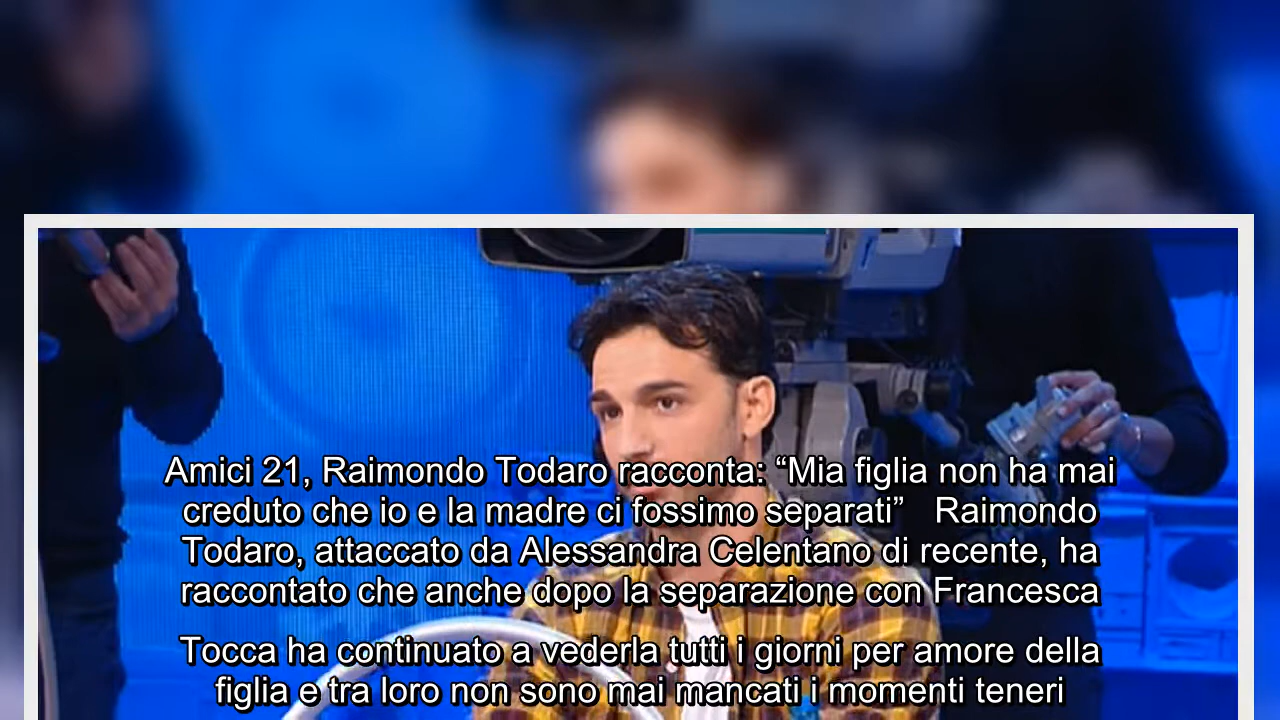 Amici 21, Raimondo Todaro racconta: “Mia figlia non ha mai
creduto che io e la madre ci fossimo separati”   Raimondo
Todaro, attaccato da Alessandra Celentano di recente, ha
raccontato che anche dopo la separazione con Francesca
Tocca ha continuato a vederla tutti i giorni per amore della
figlia e tra loro non sono mai mancati i momenti teneri